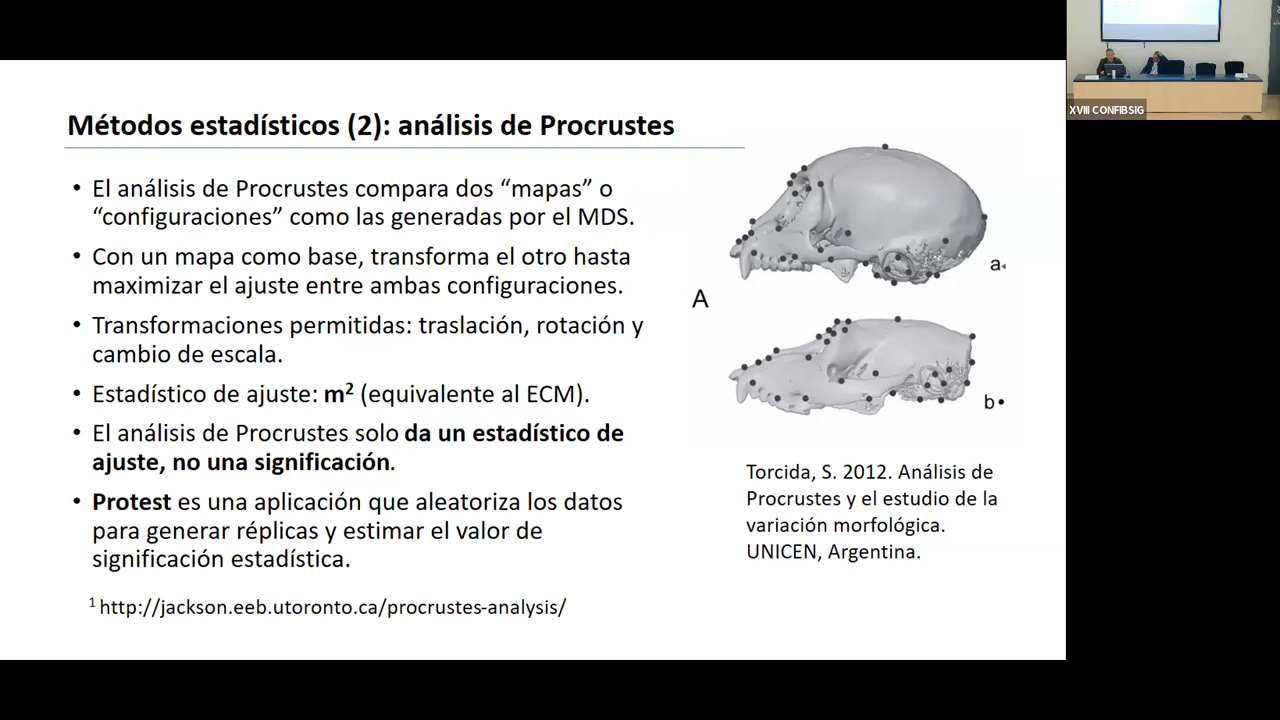 XVIII CONFIBSIG
Métodos estadísticos (2): análisis de Procrustes
• El análisis de Procrustes compara dos “mapas” o
“configuraciones” como las generadas por el MDS.
• Con un mapa como base, transforma el otro hasta
maximizar el ajuste entre ambas configuraciones.
• Transformaciones permitidas: traslación, rotación y
cambio de escala.
• Estadístico de ajuste: m² (equivalente al ECM).
• El análisis de Procrustes solo da un estadístico de
ajuste, no una significación.
• Protest es una aplicación que aleatoriza los datos
para generar réplicas y estimar el valor de
significación estadística.
¹ http://jackson.eeb.utoronto.ca/procrustes-analysis/
A
a
b
Torcida, S. 2012. Análisis de
Procrustes y el estudio de la
variación morfológica.
UNICEN, Argentina.